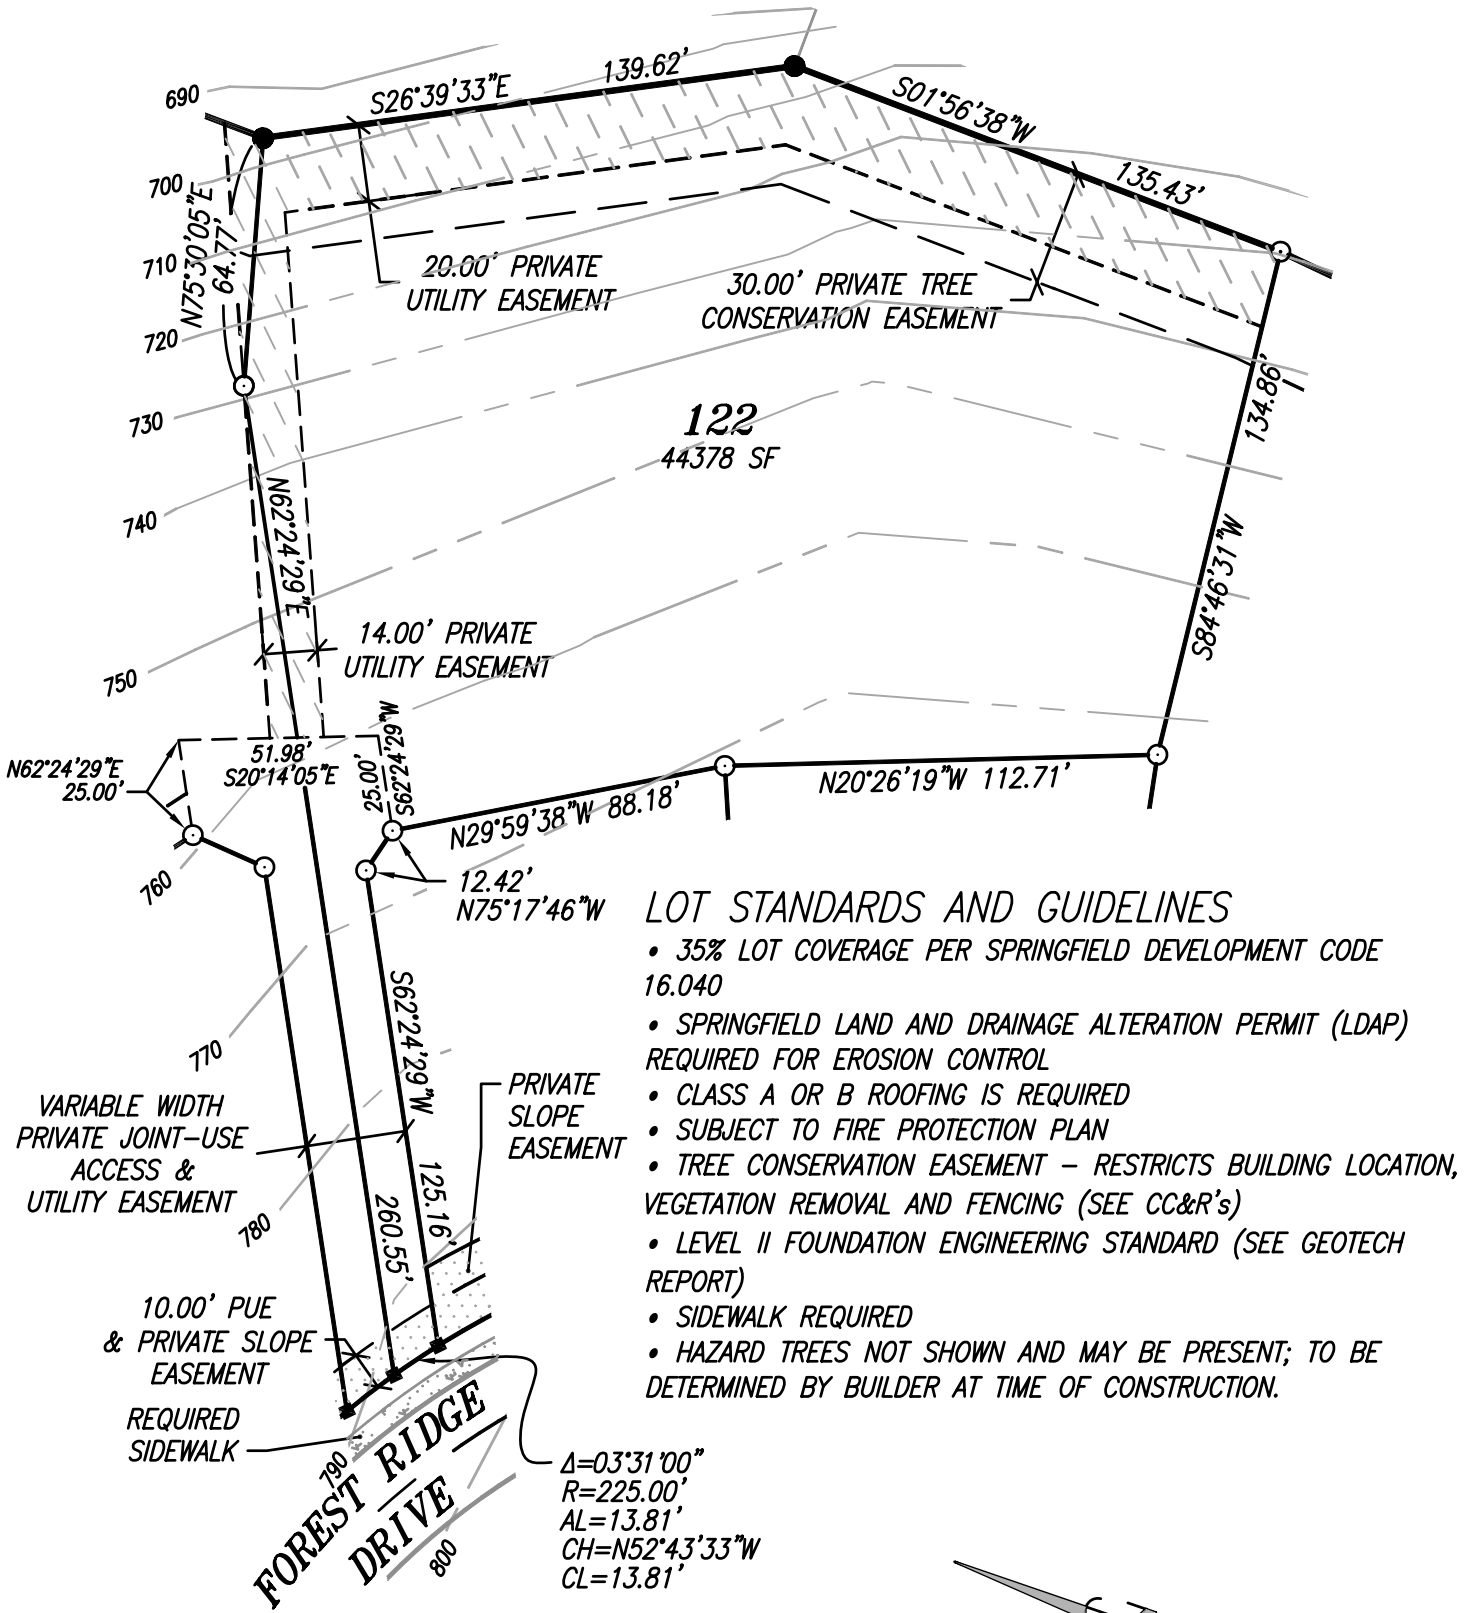 690
S26°39'33"E
139.62'
S01°56'38"W
135.43'
700
N75°30'05"E
64.77'
710
20.00' PRIVATE
UTILITY EASEMENT
30.00' PRIVATE TREE
CONSERVATION EASEMENT
720
730
122
44378 SF
134.86'
S84°46'31"W
740
N62°24'29"E
14.00' PRIVATE
UTILITY EASEMENT
750
N62°24'29"E
25.00'
51.98'
S20°14'05"E
25.00'
S62°24'29"W
N29°59'38"W 88.18'
N20°26'19"W 112.71'
760
12.42'
N75°17'46"W
LOT STANDARDS AND GUIDELINES
• 35% LOT COVERAGE PER SPRINGFIELD DEVELOPMENT CODE
16.040
• SPRINGFIELD LAND AND DRAINAGE ALTERATION PERMIT (LDAP)
REQUIRED FOR EROSION CONTROL
• CLASS A OR B ROOFING IS REQUIRED
• SUBJECT TO FIRE PROTECTION PLAN
• TREE CONSERVATION EASEMENT – RESTRICTS BUILDING LOCATION,
VEGETATION REMOVAL AND FENCING (SEE CC&R's)
• LEVEL II FOUNDATION ENGINEERING STANDARD (SEE GEOTECH
REPORT)
• SIDEWALK REQUIRED
• HAZARD TREES NOT SHOWN AND MAY BE PRESENT; TO BE
DETERMINED BY BUILDER AT TIME OF CONSTRUCTION.
770
S62°24'29"W
125.16'
260.55'
PRIVATE
SLOPE
EASEMENT
VARIABLE WIDTH
PRIVATE JOINT-USE
ACCESS &
UTILITY EASEMENT
780
10.00' PUE
& PRIVATE SLOPE
EASEMENT
REQUIRED
SIDEWALK
790
FOREST RIDGE
DRIVE
800
Δ=03°31'00"
R=225.00'
AL=13.81'
CH=N52°43'33"W
CL=13.81'